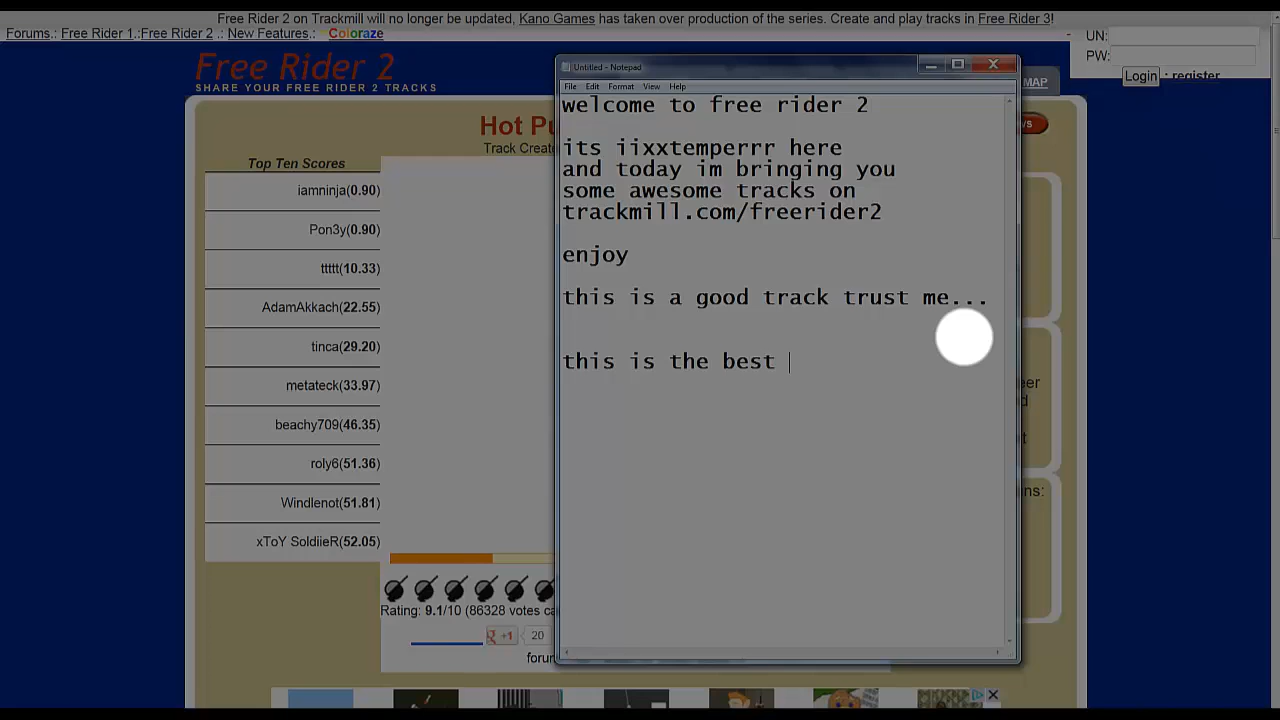 Free Rider 2 on Trackmill will no longer be updated, Kano Games has taken over production of the series. Create and play tracks in Free Rider 3!
Forums.: Free Rider 1.:Free Rider 2 .: New Features.: Coloraze
UN:
PW:
Login : register
Free Rider 2
SHARE YOUR FREE RIDER 2 TRACKS
MAP
Hot
Track
Top Ten Scores
iamninja(0.90)
Pon3y(0.90)
ttttt(10.33)
AdamAkkach(22.55)
tinca(29.20)
metateck(33.97)
beachy709(46.35)
roly6(51.36)
Windlenot(51.81)
xToY SoldiieR(52.05)
Rating: 9.1/10 (86328 votes
+1 20
Untitled - Notepad
File Edit Format View Help
welcome to free rider 2
its iixxtemperrr here
and today im bringing you
some awesome tracks on
trackmill.com/freerider2
enjoy
this is a good track trust me...
this is the best